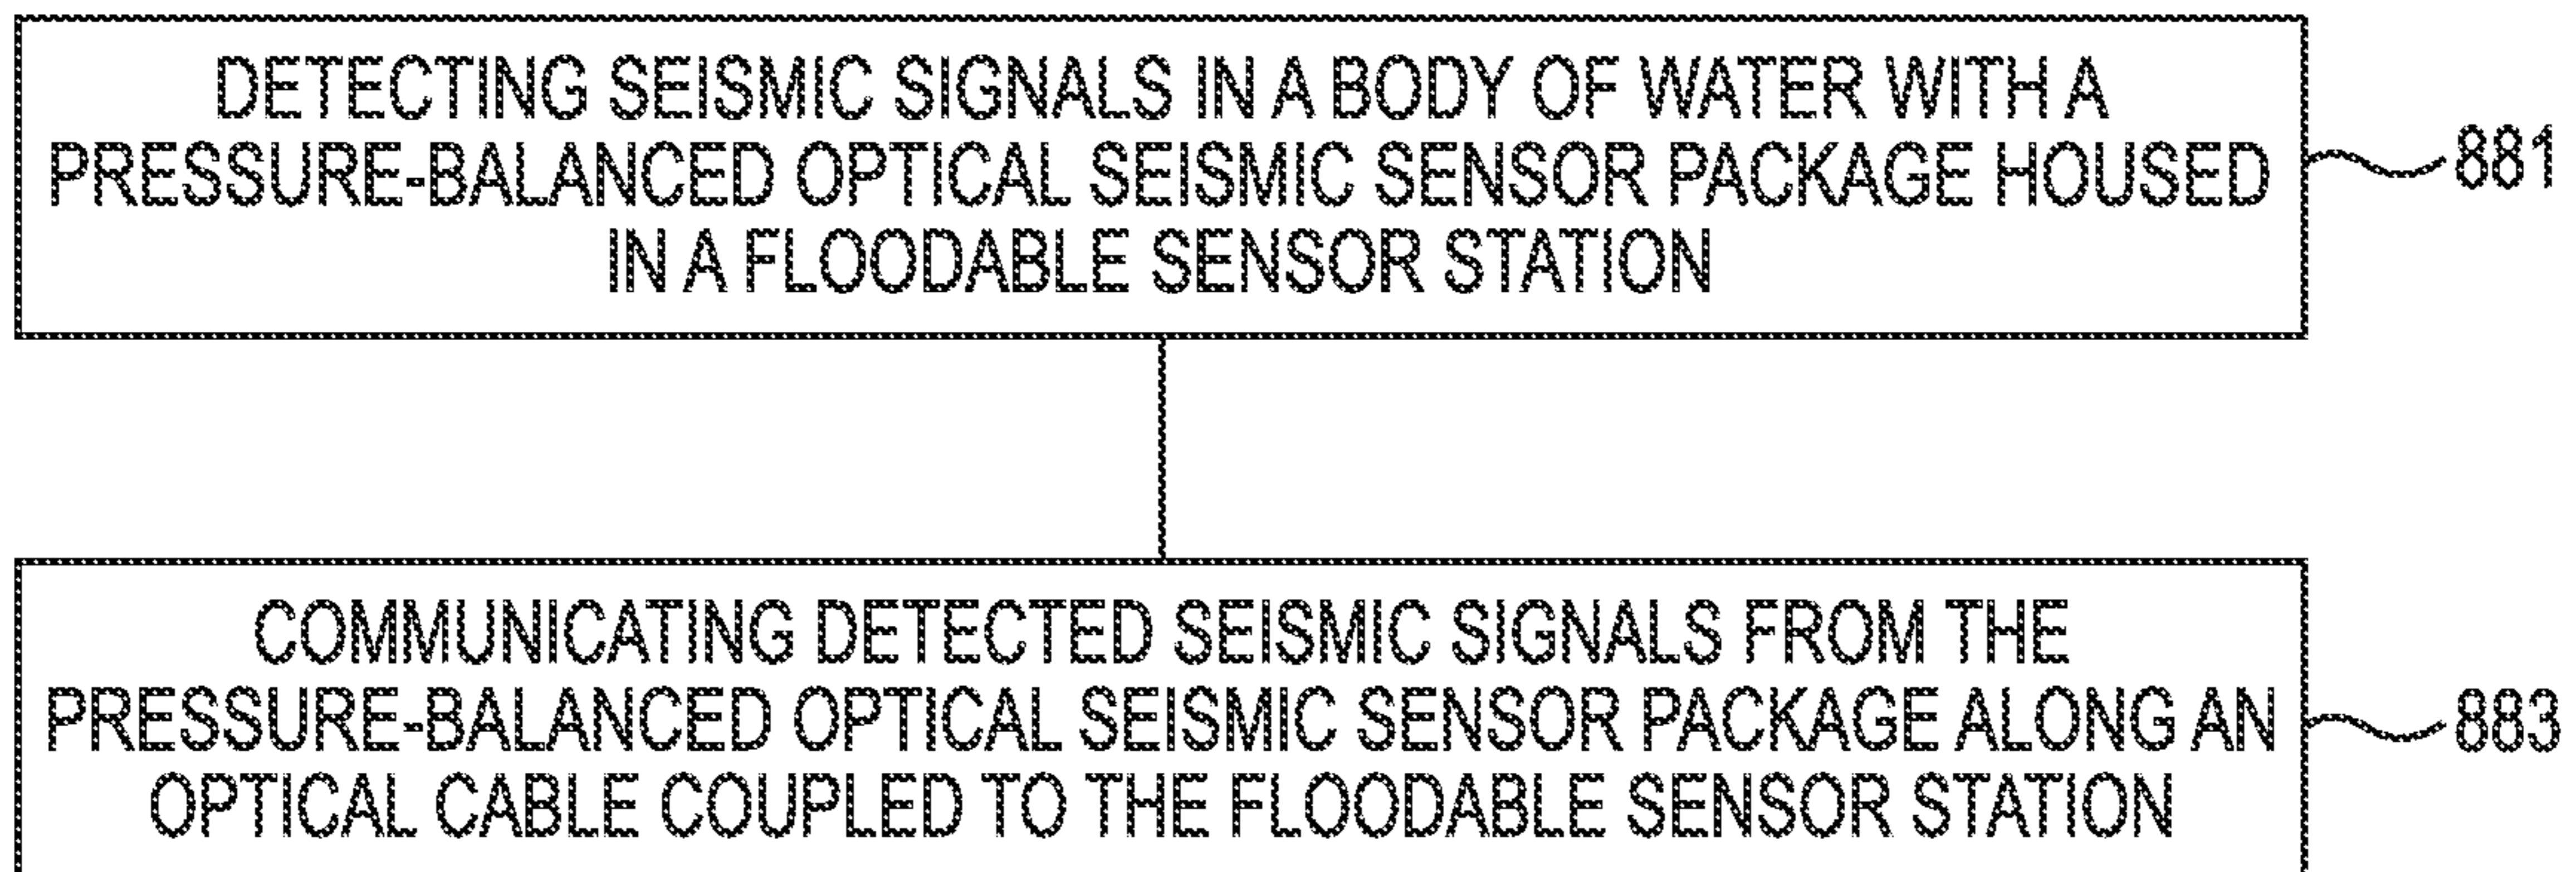 DETECTING SEISMIC SIGNALS IN A BODY OF WATER WITH A
PRESSURE-BALANCED OPTICAL SEISMIC SENSOR PACKAGE HOUSED
IN A FLOODABLE SENSOR STATION
881
COMMUNICATING DETECTED SEISMIC SIGNALS FROM THE
PRESSURE-BALANCED OPTICAL SEISMIC SENSOR PACKAGE ALONG AN
OPTICAL CABLE COUPLED TO THE FLOODABLE SENSOR STATION
883